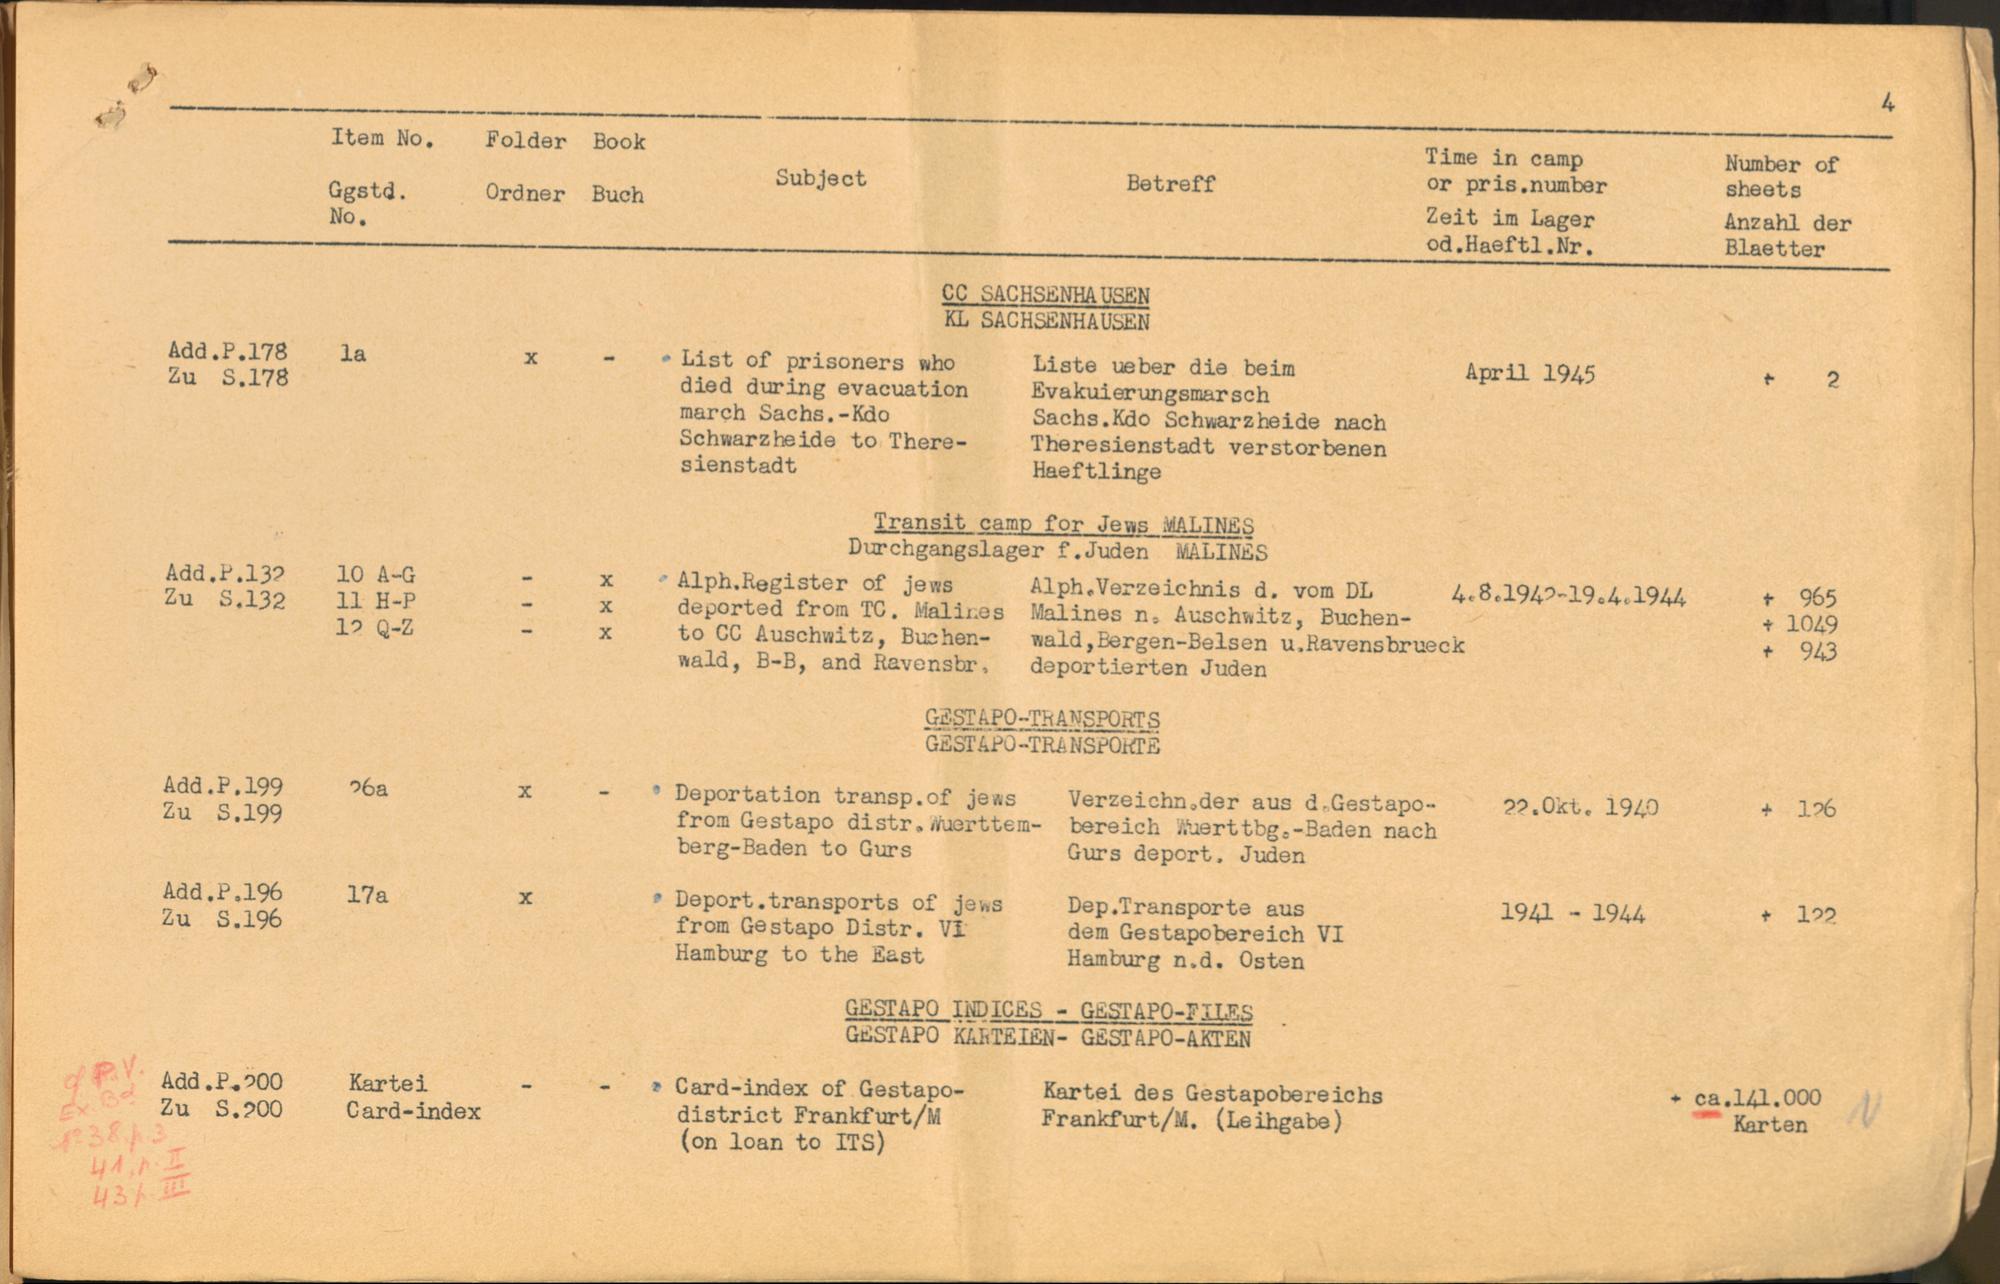 4
Item No. Folder Book Subject Betreff Time in camp or pris.number Number of sheets
Ggstd. No. Ordner Buch Zeit im Lager od.Haeftl.Nr. Anzahl der Blaetter
CC SACHSENHAUSEN
KL SACHSENHAUSEN
Add.P.178 1a x - List of prisoners who Liste ueber die beim April 1945 + 2
Zu S.178 died during evacuation Evakuierungsmarsch
march Sachs.-Kdo Sachs.Kdo Schwarzheide nach
Schwarzheide to There- Theresienstadt verstorbenen
sienstadt Haeftlinge
Transit camp for Jews MALINES
Durchgangslager f.Juden MALINES
Add.P.132 10 A-G - x Alph.Register of jews Alph.Verzeichnis d. vom DL 4.8.1942-19.4.1944 + 965
Zu S.132 11 H-P - x deported from TC. Malines Malines n. Auschwitz, Buchen- + 1049
12 Q-Z - x to CC Auschwitz, Buchen- wald,Bergen-Belsen u.Ravensbrueck + 943
wald, B-B, and Ravensbr. deportierten Juden
GESTAPO-TRANSPORTS
GESTAPO-TRANSPORTE
Add.P.199 26a x - Deportation transp.of jews Verzeichn.der aus d.Gestapo- 22.Okt. 1940 + 126
Zu S.199 from Gestapo distr.Wuerttem- bereich Wuerttbg.-Baden nach
berg-Baden to Gurs Gurs deport. Juden
Add.P.196 17a x Deport.transports of jews Dep.Transporte aus 1941 - 1944 + 122
Zu S.196 from Gestapo Distr. VI dem Gestapobereich VI
Hamburg to the East Hamburg n.d. Osten
GESTAPO INDICES - GESTAPO-FILES
GESTAPO KARTEIEN- GESTAPO-AKTEN
Add.P.200 Kartei - - Card-index of Gestapo- Kartei des Gestapobereichs + ca.141.000
Zu S.200 Card-index district Frankfurt/M Frankfurt/M. (Leihgabe) Karten
(on loan to ITS)
P.V.
Ex Bd
38 p 3
41 p. II
43 p III